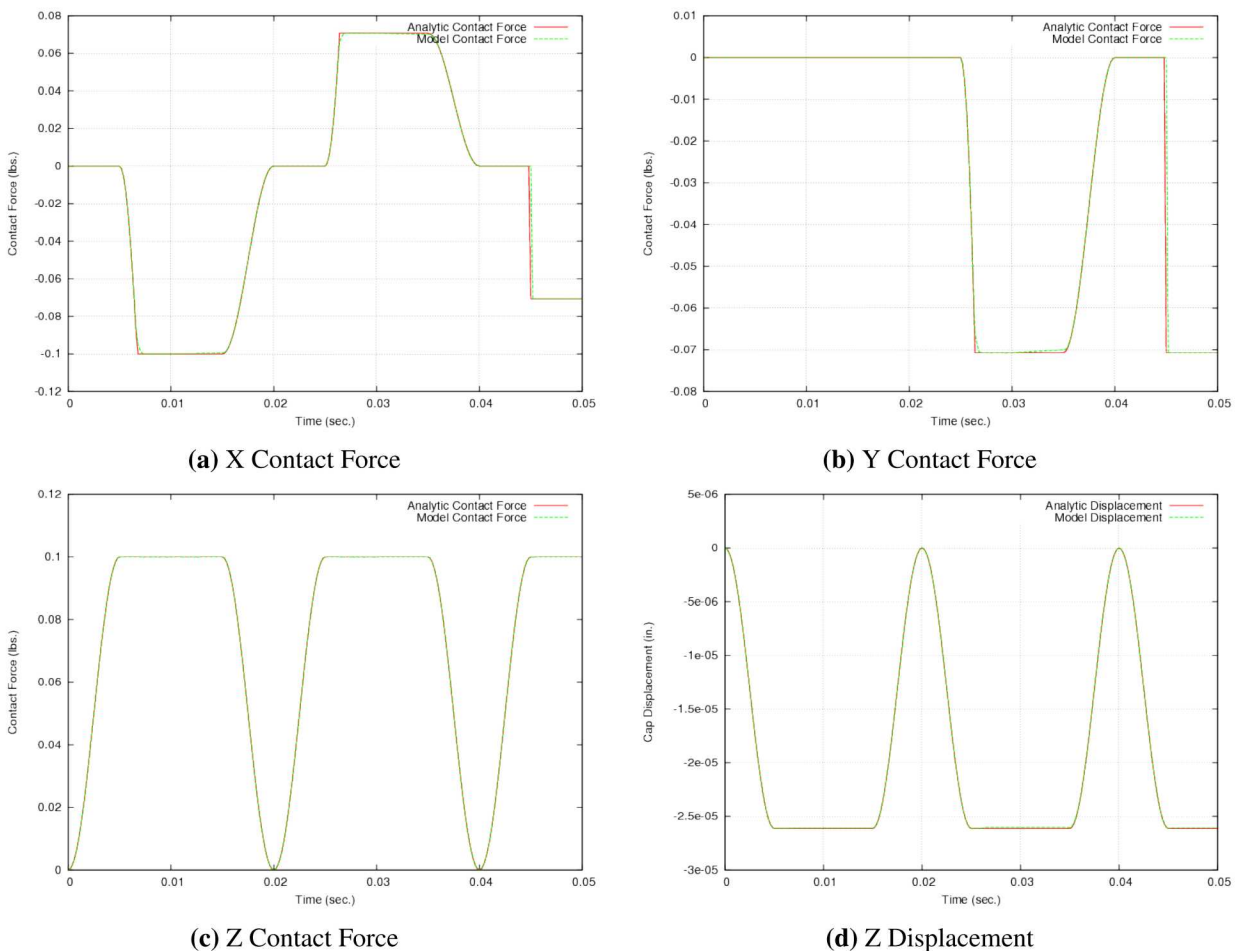 0.08
0.06
0.04
0.02
0
-0.02
-0.04
-0.06
-0.08
-0.1
-0.12
Contact Force (lbs.)
Analytic Contact Force
Model Contact Force
0 0.01 0.02 0.03 0.04 0.05
Time (sec.)
(a) X Contact Force
0.01
0
-0.01
-0.02
-0.03
-0.04
-0.05
-0.06
-0.07
-0.08
Contact Force (lbs.)
Analytic Contact Force
Model Contact Force
0 0.01 0.02 0.03 0.04 0.05
Time (sec.)
(b) Y Contact Force
0.12
0.1
0.08
0.06
0.04
0.02
0
Contact Force (lbs.)
Analytic Contact Force
Model Contact Force
0 0.01 0.02 0.03 0.04 0.05
Time (sec.)
(c) Z Contact Force
5e-06
0
-5e-06
-1e-05
-1.5e-05
-2e-05
-2.5e-05
-3e-05
Cap Displacement (in.)
Analytic Displacement
Model Displacement
0 0.01 0.02 0.03 0.04 0.05
Time (sec.)
(d) Z Displacement